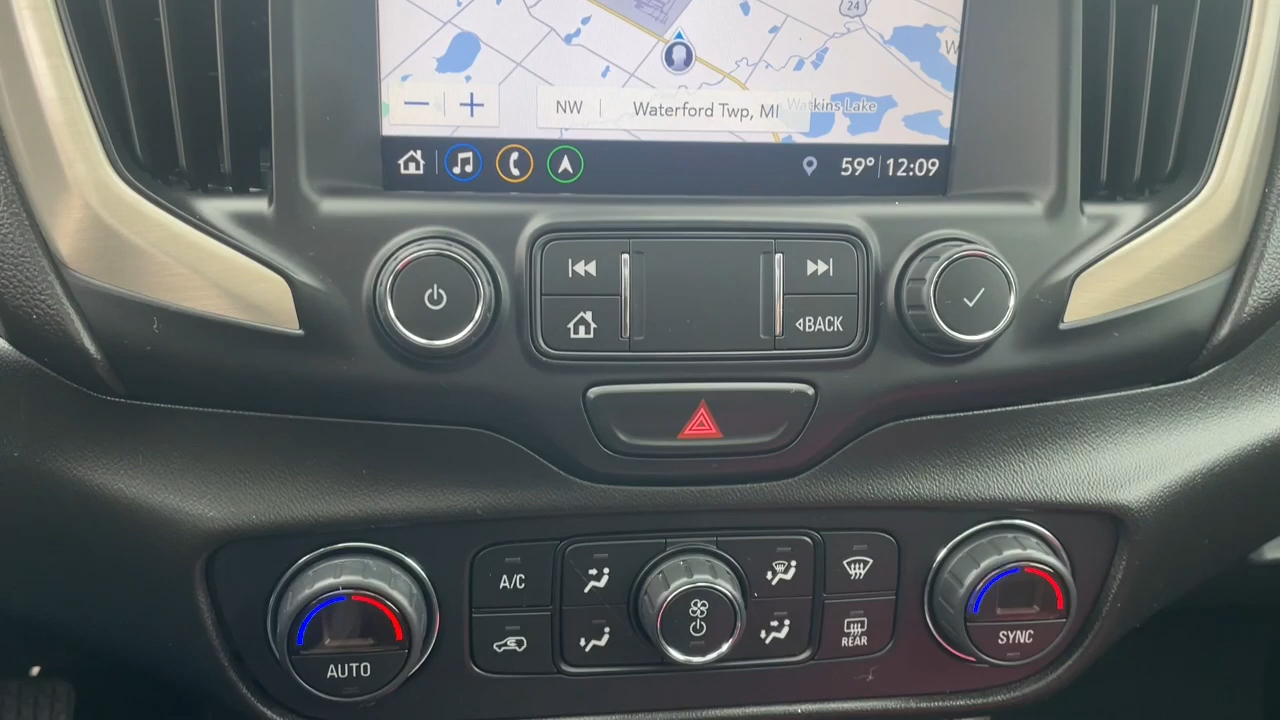 24
W
NW Waterford Twp, MI
Watkins Lake
59° 12:09
BACK
A/C
REAR
AUTO
SYNC